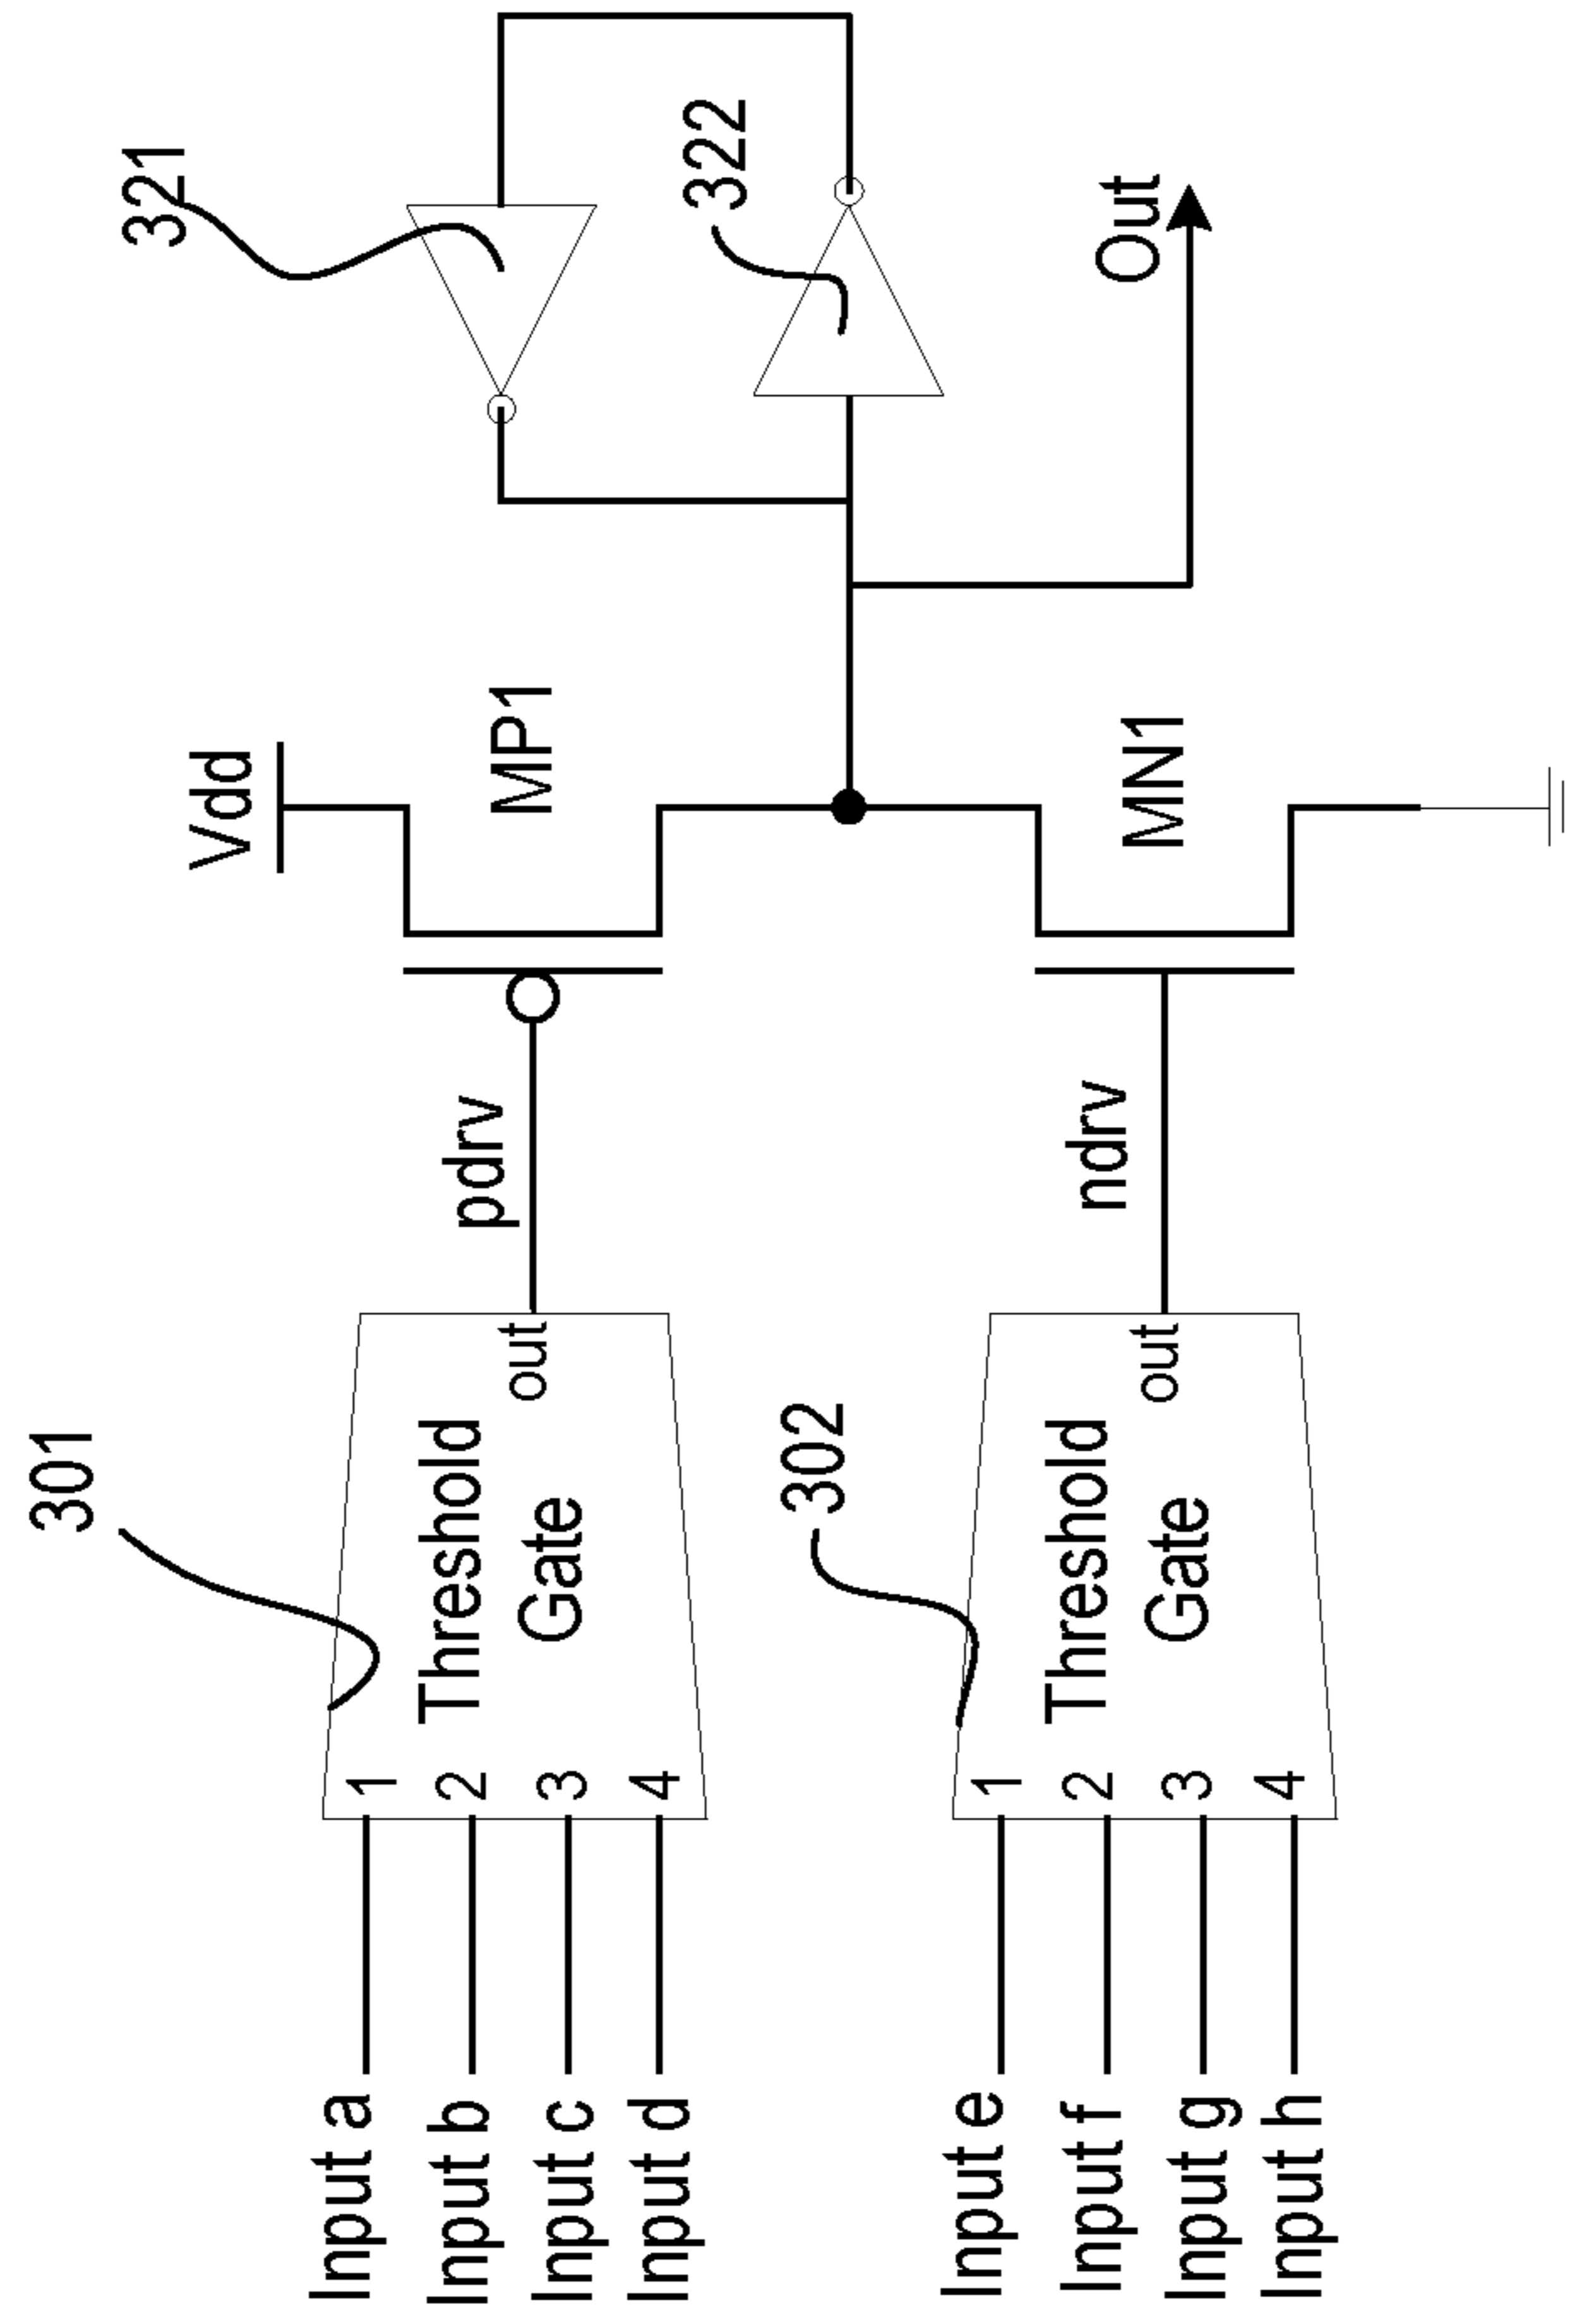 301
Input a
Input b
Input c
Input d
1
2
3
4
Threshold
Gate
out
pdrv
Vdd
MP1
321
322
302
Input e
Input f
Input g
Input h
1
2
3
4
Threshold
Gate
out
ndrv
MN1
Out